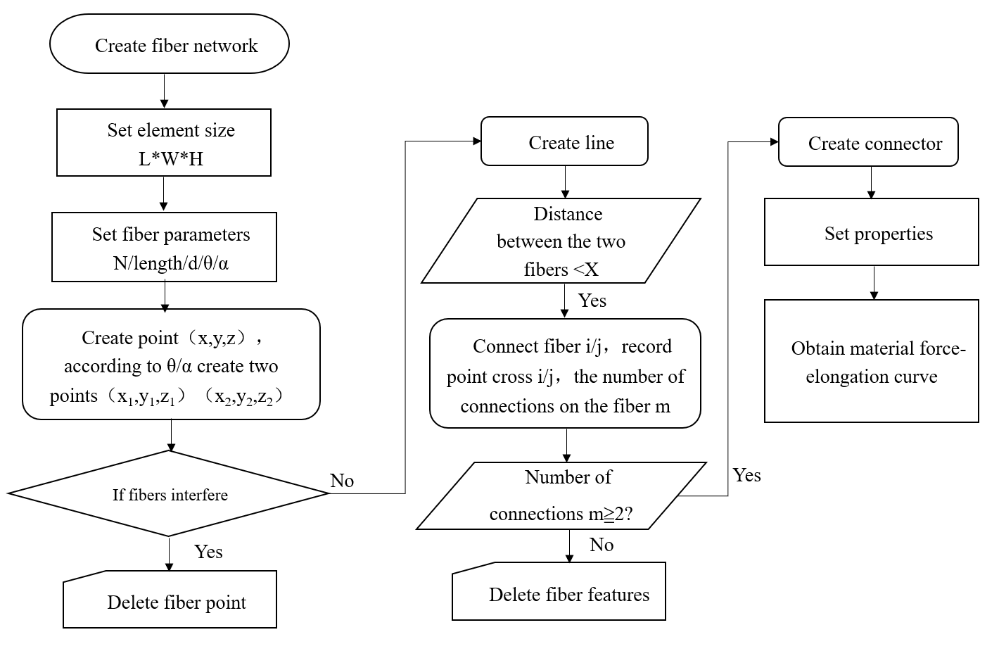 Create fiber network
Set element size
L*W*H
Set fiber parameters
N/length/d/θ/α
Create point（x,y,z），
according to θ/α create two
points（x₁,y₁,z₁）（x₂,y₂,z₂）
If fibers interfere
No
Yes
Delete fiber point
Create line
Distance
between the two
fibers <X
Yes
Connect fiber i/j，record
point cross i/j，the number of
connections on the fiber m
Number of
connections m≧2?
Yes
No
Delete fiber features
Create connector
Set properties
Obtain material force-
elongation curve